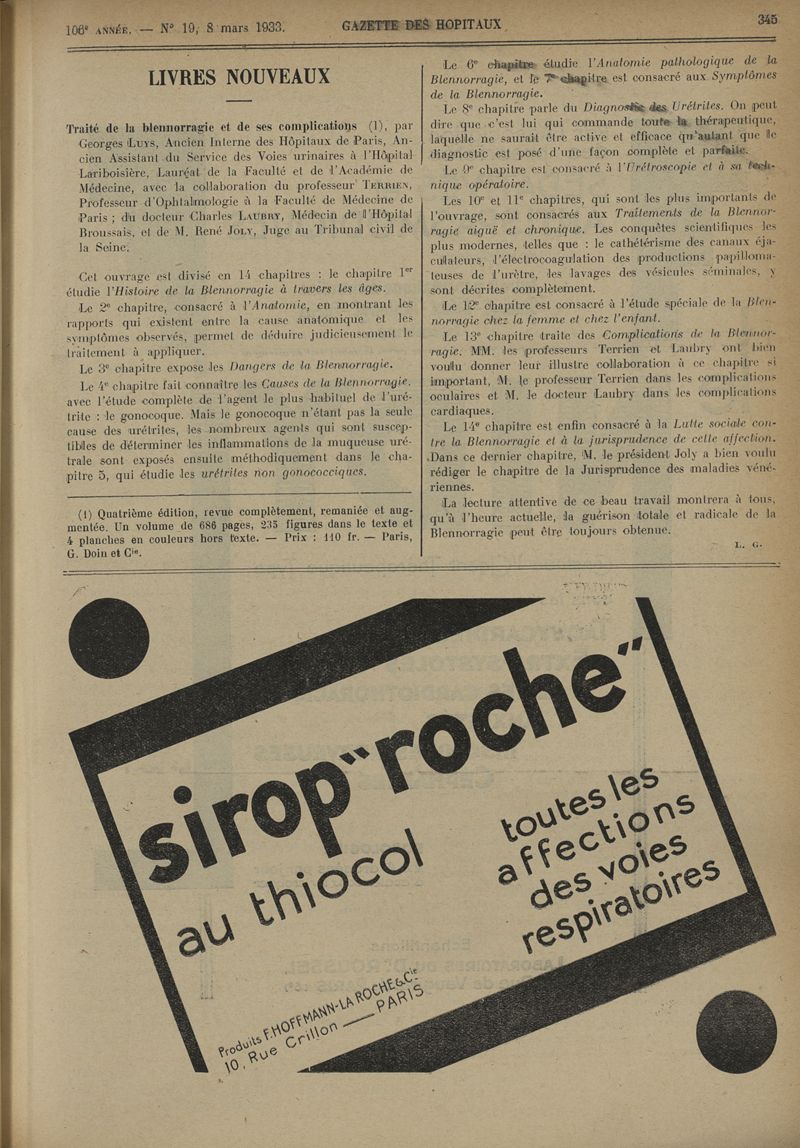 106e ANNÉE. — No 19, 8 mars 1933.
GAZETTE DES HOPITAUX
345
LIVRES NOUVEAUX
Traité de la blennorragie et de ses complications (1), par
Georges LUYS, Ancien Interne des Hôpitaux de Paris, An-
cien Assistant du Service des Voies urinaires à l'Hôpital
Lariboisière, Lauréat de la Faculté et de l'Académie de
Médecine, avec la collaboration du professeur TERRIEN,
Professeur d'Ophtalmologie à la Faculté de Médecine de
Paris ; du docteur Charles LAUBRY, Médecin de l'Hôpital
Broussais, et de M. René JOLY, Juge au Tribunal civil de
la Seine.
Cet ouvrage est divisé en 14 chapitres : le chapitre 1er
étudie l'Histoire de la Blennorragie à travers les âges.
Le 2e chapitre, consacré à l'Anatomie, en montrant les
rapports qui existent entre la cause anatomique et les
symptômes observés, permet de déduire judicieusement le
traitement à appliquer.
Le 3e chapitre expose les Dangers de la Blennorragie.
Le 4e chapitre fait connaître les Causes de la Blennorragie,
avec l'étude complète de l'agent le plus habituel de l'uré-
trite : le gonocoque. Mais le gonocoque n'étant pas la seule
cause des urétrites, les nombreux agents qui sont suscep-
tibles de déterminer les inflammations de la muqueuse uré-
trale sont exposés ensuite méthodiquement dans le cha-
pitre 5, qui étudie les urétrites non gonococciques.
(1) Quatrième édition, revue complètement, remaniée et aug-
mentée. Un volume de 686 pages, 235 figures dans le texte et
4 planches en couleurs hors texte. — Prix : 110 fr. — Paris,
G. Doin et Cie.
Le 6e chapitre étudie l'Anatomie pathologique de la
Blennorragie, et le 7e chapitre est consacré aux Symptômes
de la Blennorragie.
Le 8e chapitre parle du Diagnostic des Urétrites. On peut
dire que c'est lui qui commande toute la thérapeutique,
laquelle ne saurait être active et efficace qu'autant que le
diagnostic est posé d'une façon complète et parfaite.
Le 9e chapitre est consacré à l'Urétroscopie et à sa tech-
nique opératoire.
Les 10e et 11e chapitres, qui sont les plus importants de
l'ouvrage, sont consacrés aux Traitements de la Blennor-
ragie aiguë et chronique. Les conquêtes scientifiques les
plus modernes, telles que : le cathétérisme des canaux éja-
culateurs, l'électrocoagulation des productions papilloma-
teuses de l'urètre, les lavages des vésicules séminales, y
sont décrites complètement.
Le 12e chapitre est consacré à l'étude spéciale de la Blen-
norragie chez la femme et chez l'enfant.
Le 13e chapitre traite des Complications de la Blennor-
ragie. MM. les professeurs Terrien et Laubry ont bien
voulu donner leur illustre collaboration à ce chapitre si
important, M. le professeur Terrien dans les complications
oculaires et M. le docteur Laubry dans les complications
cardiaques.
Le 14e chapitre est enfin consacré à la Lutte sociale con-
tre la Blennorragie et à la jurisprudence de cette affection.
Dans ce dernier chapitre, M. le président Joly a bien voulu
rédiger le chapitre de la Jurisprudence des maladies véné-
riennes.
La lecture attentive de ce beau travail montrera à tous,
qu'à l'heure actuelle, la guérison totale et radicale de la
Blennorragie peut être toujours obtenue.
L. G.
sirop "roche"
au thiocol
toutes les
affections
des voies
respiratoires
Produits F. HOFFMANN-LA ROCHE & Cie
10, Rue Crillon — PARIS